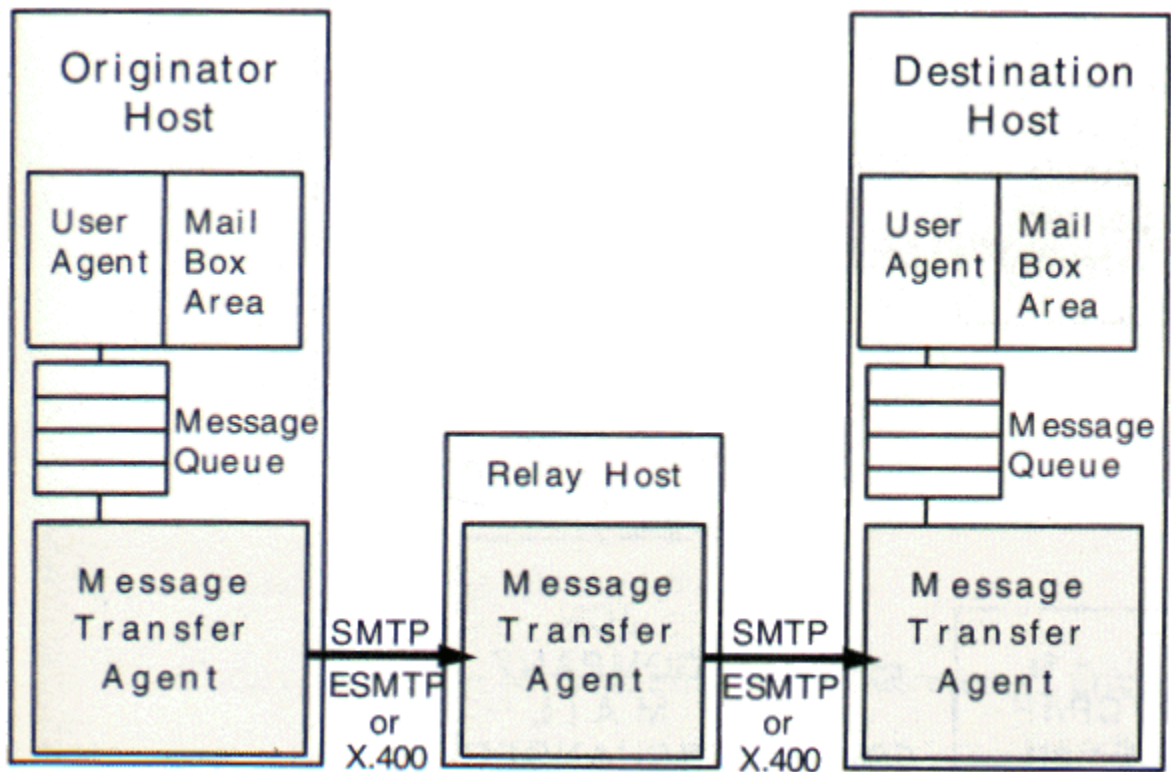 Originator
Host
User
Agent
Mail
Box
Area
Message
Queue
Message
Transfer
Agent
SMTP
ESMTP
or
X.400
Relay Host
Message
Transfer
Agent
SMTP
ESMTP
or
X.400
Destination
Host
User
Agent
Mail
Box
Area
Message
Queue
Message
Transfer
Agent